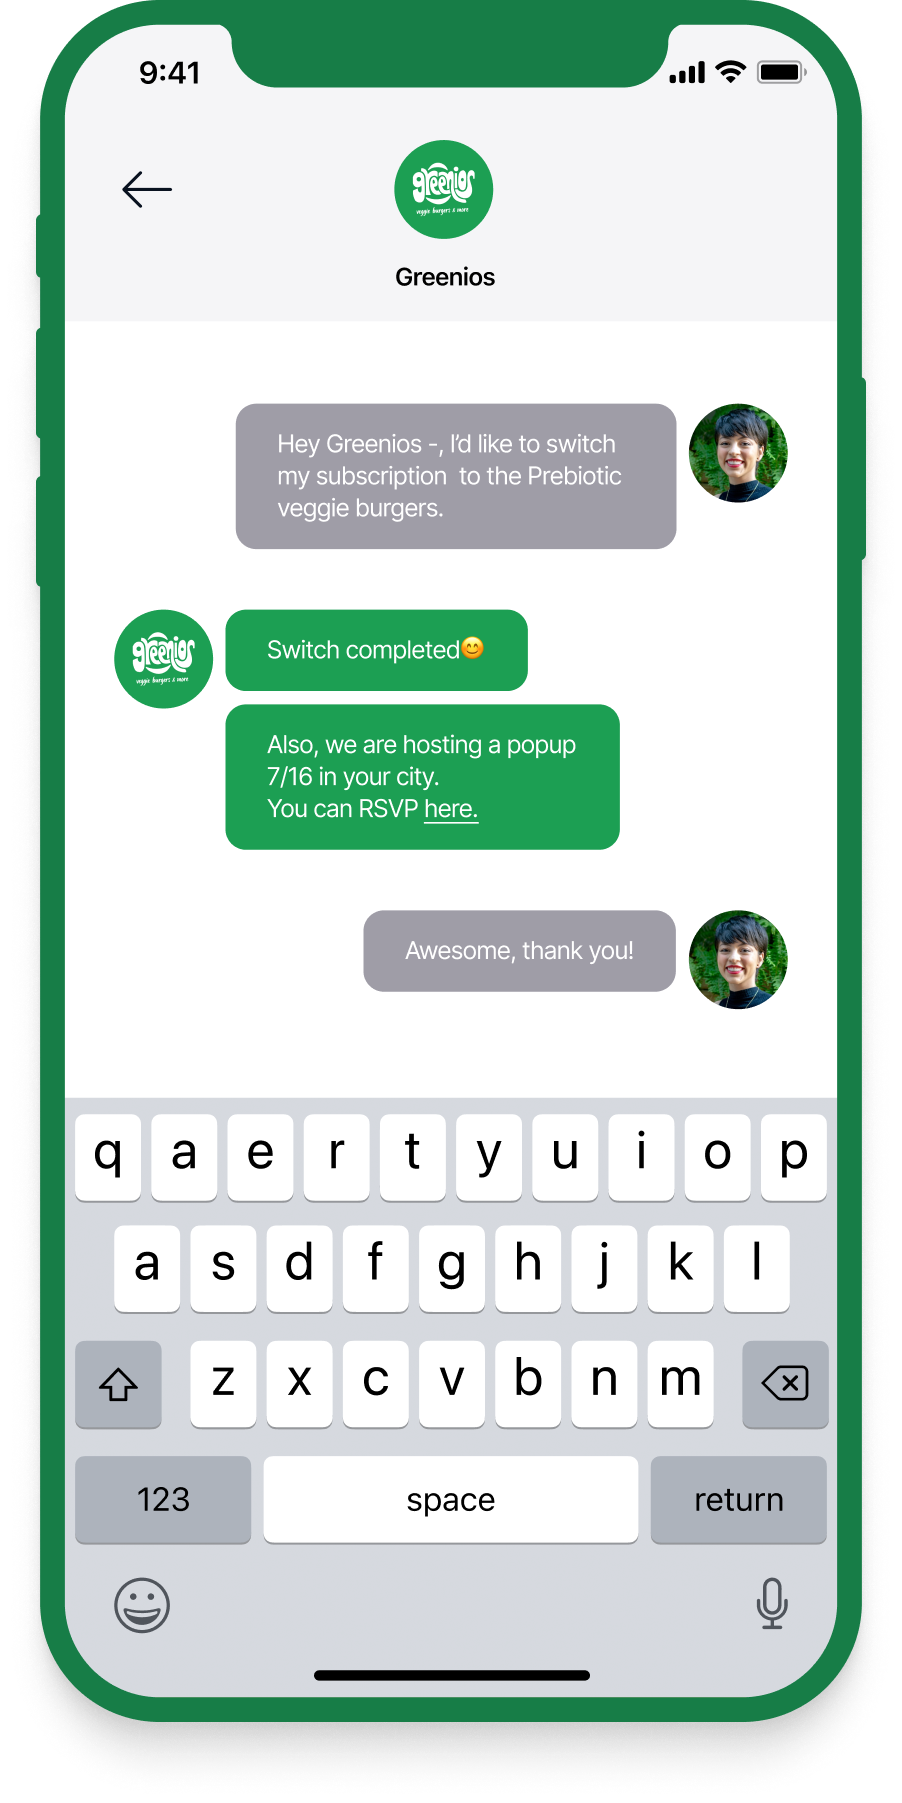 9:41
greenios
veggie burgers & more
Greenios
Hey Greenios -, I’d like to switch
my subscription  to the Prebiotic
veggie burgers.
greenios
veggie burgers & more
Switch completed😊
Also, we are hosting a popup
7/16 in your city.
You can RSVP here.
Awesome, thank you!
q a e r t y u i o p
a s d f g h j k l
z x c v b n m
123 space return